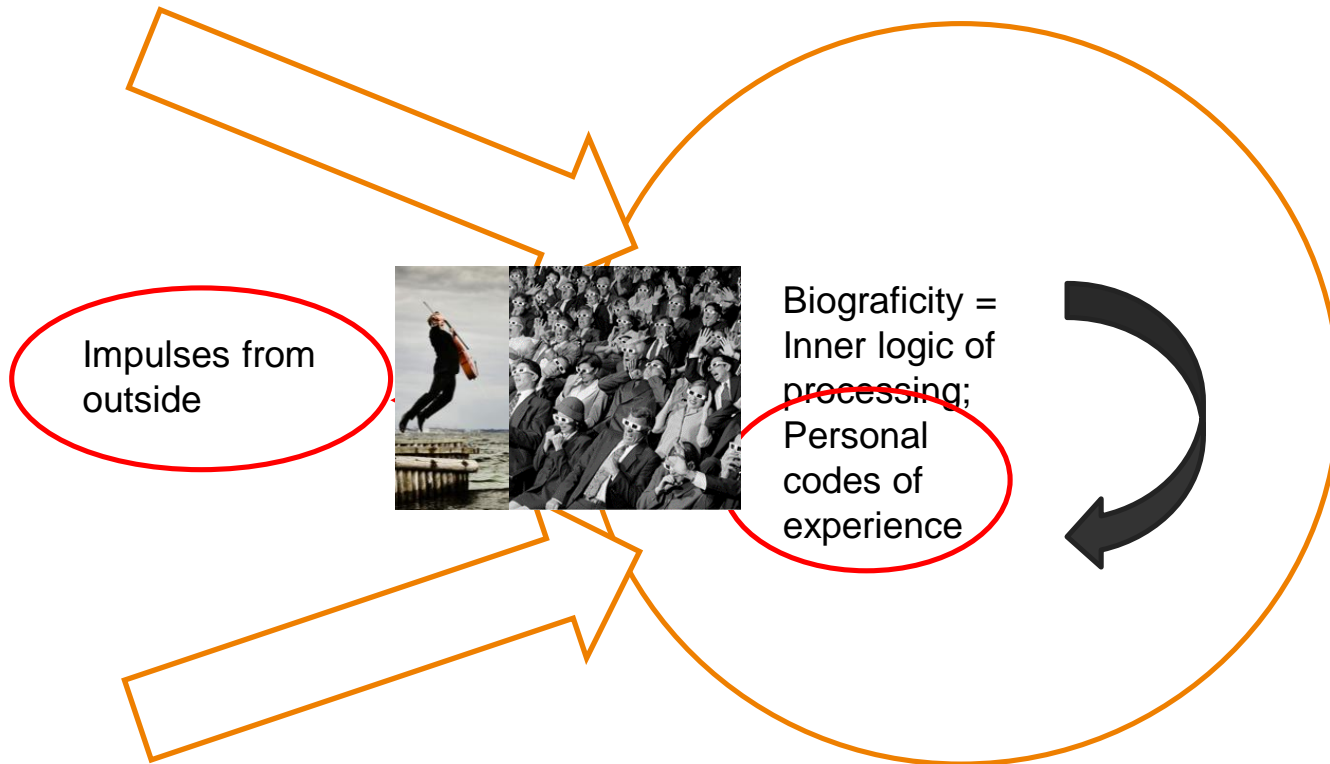 Impulses from
outside
Biograficity =
Inner logic of
processing;
Personal
codes of
experience